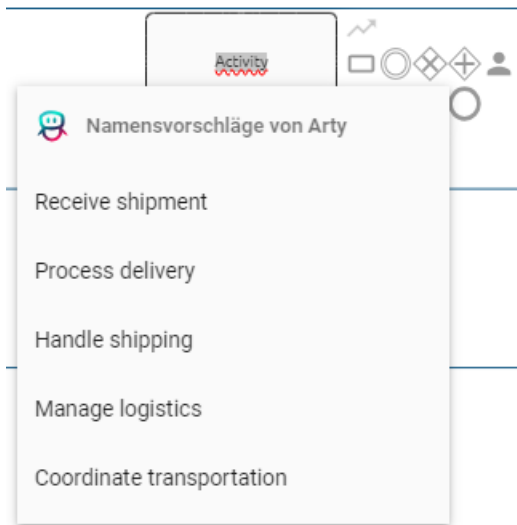 Activity
Namensvorschläge von Arty
Receive shipment
Process delivery
Handle shipping
Manage logistics
Coordinate transportation